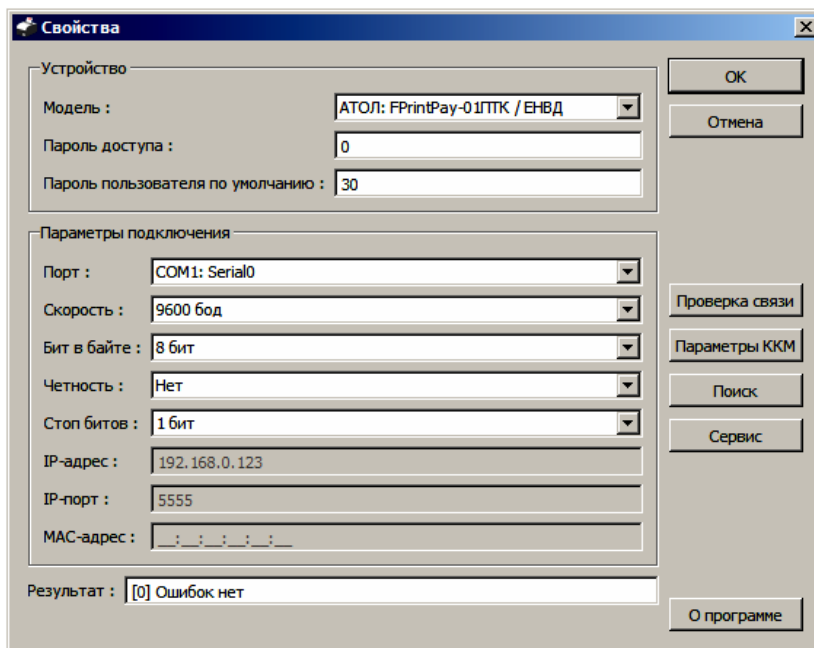 Свойства
Устройство
Модель : АТОЛ: FPrintPay-01ПТК / ЕНВД
Пароль доступа : 0
Пароль пользователя по умолчанию : 30
ОК
Отмена
Параметры подключения
Порт : COM1: Serial0
Скорость : 9600 бод
Бит в байте : 8 бит
Четность : Нет
Стоп битов : 1 бит
IP-адрес : 192.168.0.123
IP-порт : 5555
MAC-адрес : __:__:__:__:__:__
Проверка связи
Параметры ККМ
Поиск
Сервис
Результат : [0] Ошибок нет
О программе